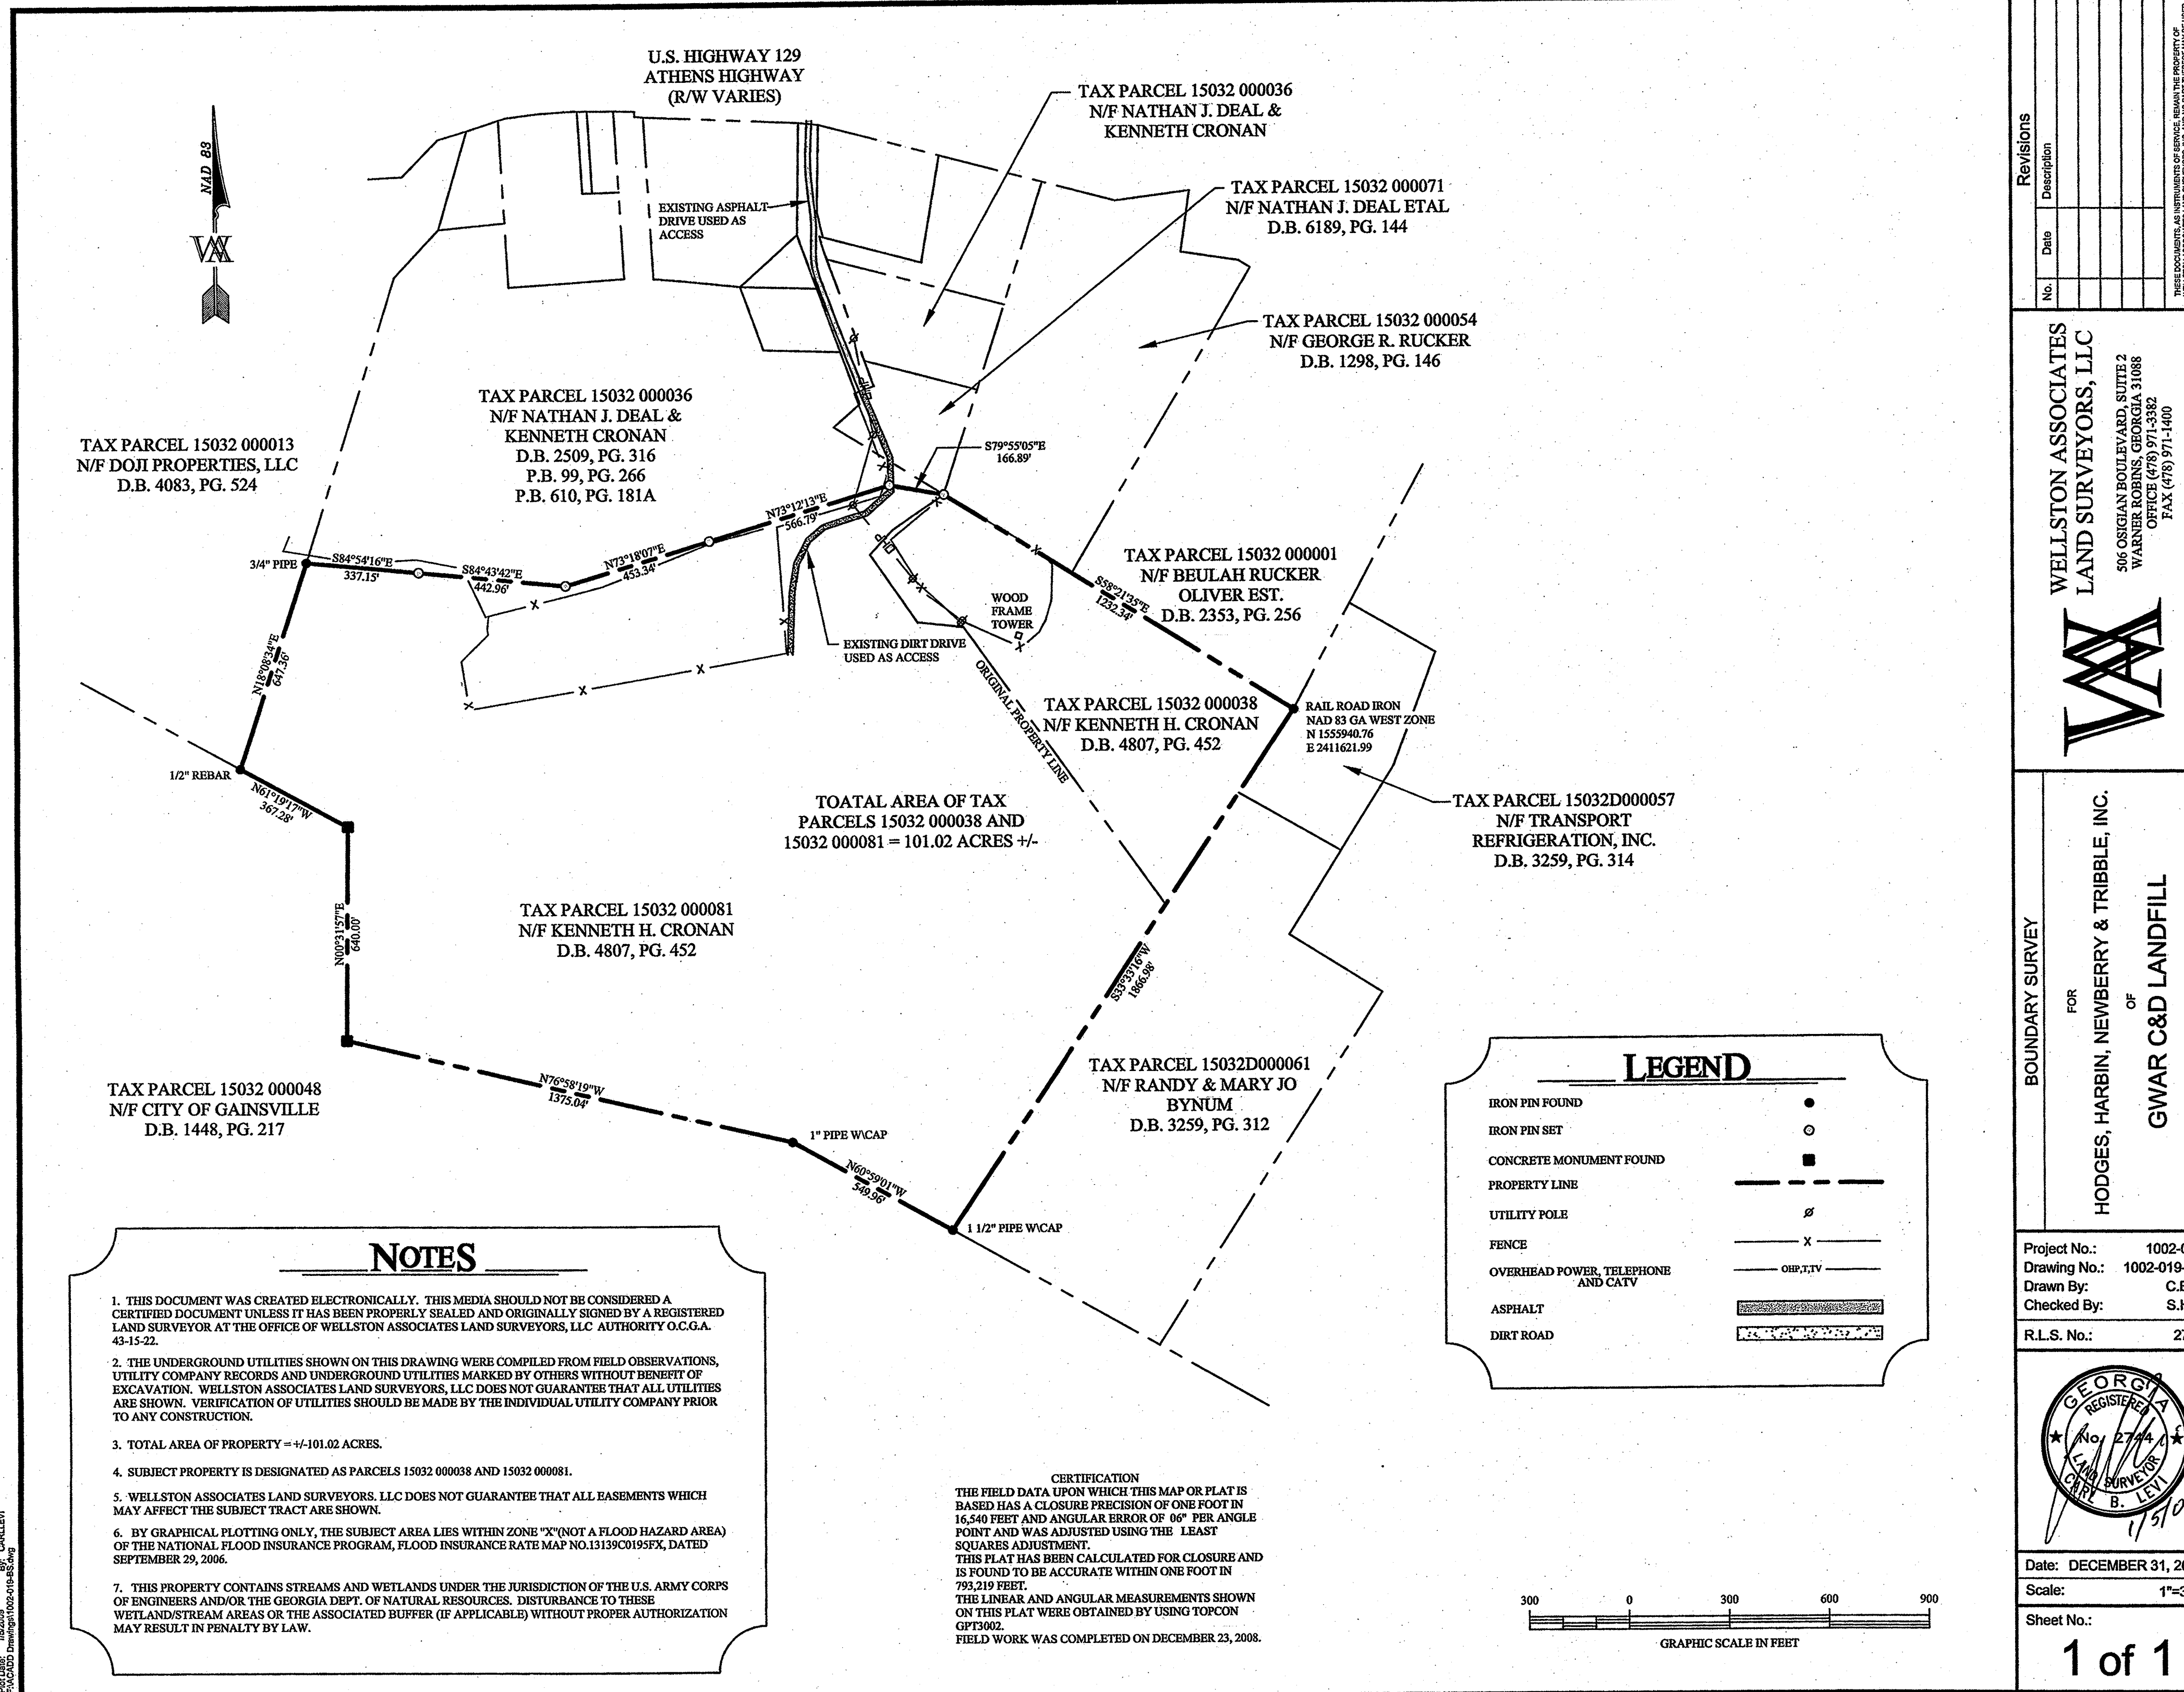 U.S. HIGHWAY 129
ATHENS HIGHWAY
(R/W VARIES)
NAD 83
TAX PARCEL 15032 000036
N/F NATHAN J. DEAL &
KENNETH CRONAN
TAX PARCEL 15032 000071
N/F NATHAN J. DEAL ETAL
D.B. 6189, PG. 144
EXISTING ASPHALT
DRIVE USED AS
ACCESS
TAX PARCEL 15032 000054
N/F GEORGE R. RUCKER
D.B. 1298, PG. 146
TAX PARCEL 15032 000036
N/F NATHAN J. DEAL &
KENNETH CRONAN
D.B. 2509, PG. 316
P.B. 99, PG. 266
P.B. 610, PG. 181A
TAX PARCEL 15032 000013
N/F DOJI PROPERTIES, LLC
D.B. 4083, PG. 524
S79°55'05"E
166.89'
N73°12'13"E
566.79'
N73°18'07"E
453.34'
3/4" PIPE
S84°54'16"E
337.15'
S84°43'42"E
442.96'
TAX PARCEL 15032 000001
N/F BEULAH RUCKER
OLIVER EST.
D.B. 2353, PG. 256
S58°21'35"E
1232.34'
WOOD
FRAME
TOWER
EXISTING DIRT DRIVE
USED AS ACCESS
ORIGINAL PROPERTY LINE
N18°08'34"E
647.36'
TAX PARCEL 15032 000038
N/F KENNETH H. CRONAN
D.B. 4807, PG. 452
RAIL ROAD IRON
NAD 83 GA WEST ZONE
N 1555940.76
E 2411621.99
1/2" REBAR
N61°19'17"W
367.28'
TOATAL AREA OF TAX
PARCELS 15032 000038 AND
15032 000081 = 101.02 ACRES +/-
TAX PARCEL 15032D000057
N/F TRANSPORT
REFRIGERATION, INC.
D.B. 3259, PG. 314
N00°31'57"E
640.00'
TAX PARCEL 15032 000081
N/F KENNETH H. CRONAN
D.B. 4807, PG. 452
S33°33'16"W
1866.98'
TAX PARCEL 15032 000048
N/F CITY OF GAINSVILLE
D.B. 1448, PG. 217
N76°58'19"W
1375.04'
1" PIPE W\CAP
N60°59'01"W
549.96'
1 1/2" PIPE W\CAP
TAX PARCEL 15032D000061
N/F RANDY & MARY JO
BYNUM
D.B. 3259, PG. 312
LEGEND
IRON PIN FOUND
IRON PIN SET
CONCRETE MONUMENT FOUND
PROPERTY LINE
UTILITY POLE
FENCE
X
OVERHEAD POWER, TELEPHONE
AND CATV
OHP,T,TV
ASPHALT
DIRT ROAD
NOTES
1. THIS DOCUMENT WAS CREATED ELECTRONICALLY. THIS MEDIA SHOULD NOT BE CONSIDERED A
CERTIFIED DOCUMENT UNLESS IT HAS BEEN PROPERLY SEALED AND ORIGINALLY SIGNED BY A REGISTERED
LAND SURVEYOR AT THE OFFICE OF WELLSTON ASSOCIATES LAND SURVEYORS, LLC AUTHORITY O.C.G.A.
43-15-22.
2. THE UNDERGROUND UTILITIES SHOWN ON THIS DRAWING WERE COMPILED FROM FIELD OBSERVATIONS,
UTILITY COMPANY RECORDS AND UNDERGROUND UTILITIES MARKED BY OTHERS WITHOUT BENEFIT OF
EXCAVATION. WELLSTON ASSOCIATES LAND SURVEYORS, LLC DOES NOT GUARANTEE THAT ALL UTILITIES
ARE SHOWN. VERIFICATION OF UTILITIES SHOULD BE MADE BY THE INDIVIDUAL UTILITY COMPANY PRIOR
TO ANY CONSTRUCTION.
3. TOTAL AREA OF PROPERTY = +/-101.02 ACRES.
4. SUBJECT PROPERTY IS DESIGNATED AS PARCELS 15032 000038 AND 15032 000081.
5. WELLSTON ASSOCIATES LAND SURVEYORS. LLC DOES NOT GUARANTEE THAT ALL EASEMENTS WHICH
MAY AFFECT THE SUBJECT TRACT ARE SHOWN.
6. BY GRAPHICAL PLOTTING ONLY, THE SUBJECT AREA LIES WITHIN ZONE "X"(NOT A FLOOD HAZARD AREA)
OF THE NATIONAL FLOOD INSURANCE PROGRAM, FLOOD INSURANCE RATE MAP NO.13139C0195FX, DATED
SEPTEMBER 29, 2006.
7. THIS PROPERTY CONTAINS STREAMS AND WETLANDS UNDER THE JURISDICTION OF THE U.S. ARMY CORPS
OF ENGINEERS AND/OR THE GEORGIA DEPT. OF NATURAL RESOURCES. DISTURBANCE TO THESE
WETLAND/STREAM AREAS OR THE ASSOCIATED BUFFER (IF APPLICABLE) WITHOUT PROPER AUTHORIZATION
MAY RESULT IN PENALTY BY LAW.
CERTIFICATION
THE FIELD DATA UPON WHICH THIS MAP OR PLAT IS
BASED HAS A CLOSURE PRECISION OF ONE FOOT IN
16,540 FEET AND ANGULAR ERROR OF 06" PER ANGLE
POINT AND WAS ADJUSTED USING THE LEAST
SQUARES ADJUSTMENT.
THIS PLAT HAS BEEN CALCULATED FOR CLOSURE AND
IS FOUND TO BE ACCURATE WITHIN ONE FOOT IN
793,219 FEET.
THE LINEAR AND ANGULAR MEASUREMENTS SHOWN
ON THIS PLAT WERE OBTAINED BY USING TOPCON
GPT3002.
FIELD WORK WAS COMPLETED ON DECEMBER 23, 2008.
300 0 300 600 900
GRAPHIC SCALE IN FEET
Revisions
No. Date Description
THESE DOCUMENTS, AS INSTRUMENTS OF SERVICE, REMAIN THE PROPERTY OF
WELLSTON ASSOCIATES
LAND SURVEYORS, LLC
506 OSIGIAN BOULEVARD, SUITE 2
WARNER ROBINS, GEORGIA 31088
OFFICE (478) 971-3382
FAX (478) 971-1400
BOUNDARY SURVEY
FOR
HODGES, HARBIN, NEWBERRY & TRIBBLE, INC.
OF
GWAR C&D LANDFILL
Project No.: 1002-0
Drawing No.: 1002-019-
Drawn By: C.E
Checked By: S.H
R.L.S. No.: 27
GEORGIA
REGISTERED
No. 2744
LAND SURVEYOR
CARL B. LEVI
Date: DECEMBER 31, 20
Scale: 1"=3
Sheet No.:
1 of 1
By: CARLLEVI
F:\ACADD Drawings\1002-019-BS.dwg